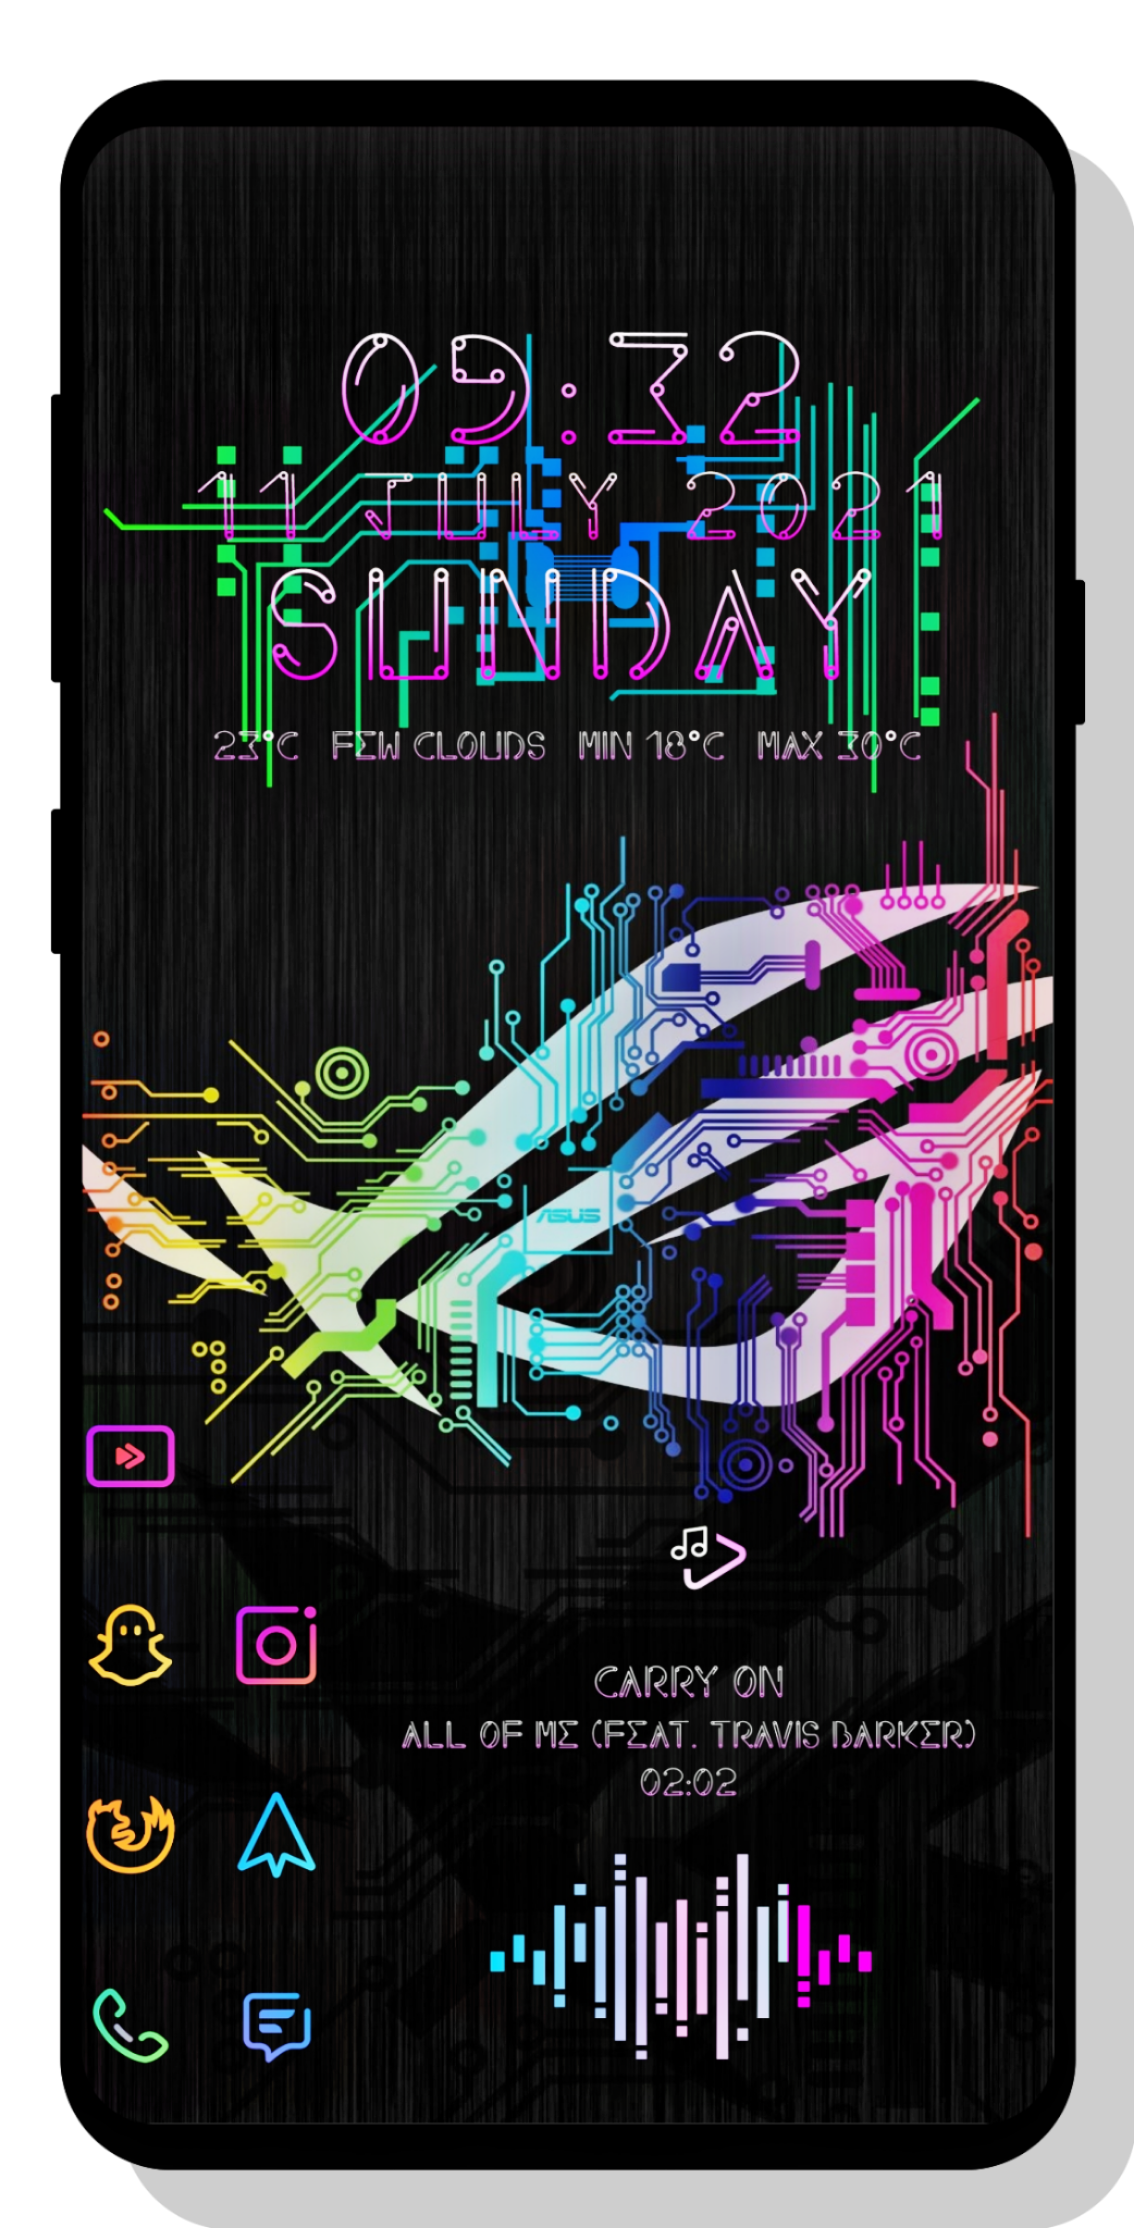 09:32
11 JULY 2021
SUNDAY
23°C FEW CLOUDS MIN 18°C MAX 30°C
ASUS
CARRY ON
ALL OF ME (FEAT. TRAVIS BARKER)
02:02